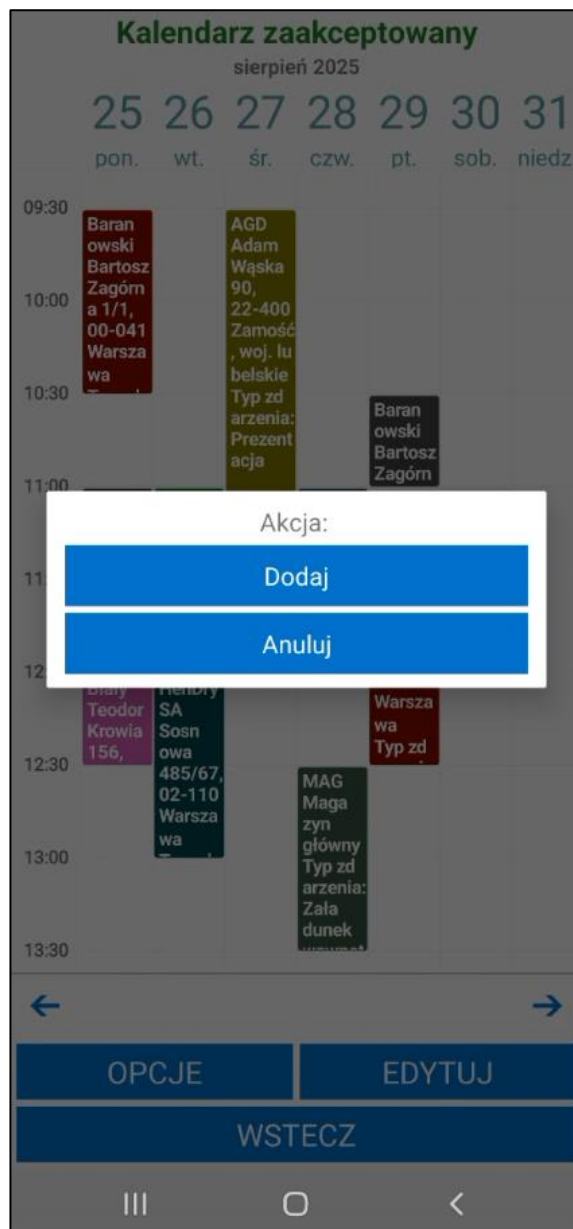 Kalendarz zaakceptowany
sierpień 2025
25 26 27 28 29 30 31
pon. wt. śr. czw. pt. sob. niedz.
09:30
Baran
owski
Bartosz
Zagórn
a 1/1,
00-041
Warsza
wa
AGD
Adam
Wąska
90,
22-400
Zamość
, woj. lu
belskie
Typ zd
arzenia:
Prezent
acja
10:00
10:30
Baran
owski
Bartosz
Zagórn
11:00
Akcja:
Dodaj
Anuluj
Biały
Teodor
Krowia
156,
Hendry
SA
Sosn
owa
485/67,
02-110
Warsza
wa
Warsza
wa
Typ zd
12:30
MAG
Maga
zyn
główny
Typ zd
arzenia:
Zała
dunek
13:00
13:30
← →
OPCJE EDYTUJ
WSTECZ